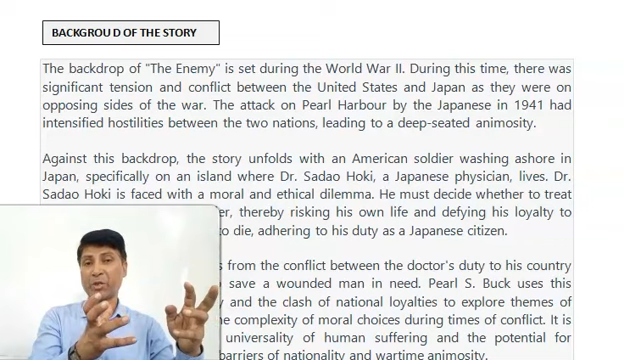 BACKGROUD OF THE STORY
The backdrop of "The Enemy" is set during the World War II. During this time, there was
significant tension and conflict between the United States and Japan as they were on
opposing sides of the war. The attack on Pearl Harbour by the Japanese in 1941 had
intensified hostilities between the two nations, leading to a deep-seated animosity.
Against this backdrop, the story unfolds with an American soldier washing ashore in
Japan, specifically on an island where Dr. Sadao Hoki, a Japanese physician, lives. Dr.
Sadao Hoki is faced with a moral and ethical dilemma. He must decide whether to treat
thereby risking his own life and defying his loyalty to
to die, adhering to his duty as a Japanese citizen.
from the conflict between the doctor's duty to his country
save a wounded man in need. Pearl S. Buck uses this
and the clash of national loyalties to explore themes of
complexity of moral choices during times of conflict. It is
universality of human suffering and the potential for
barriers of nationality and wartime animosity.